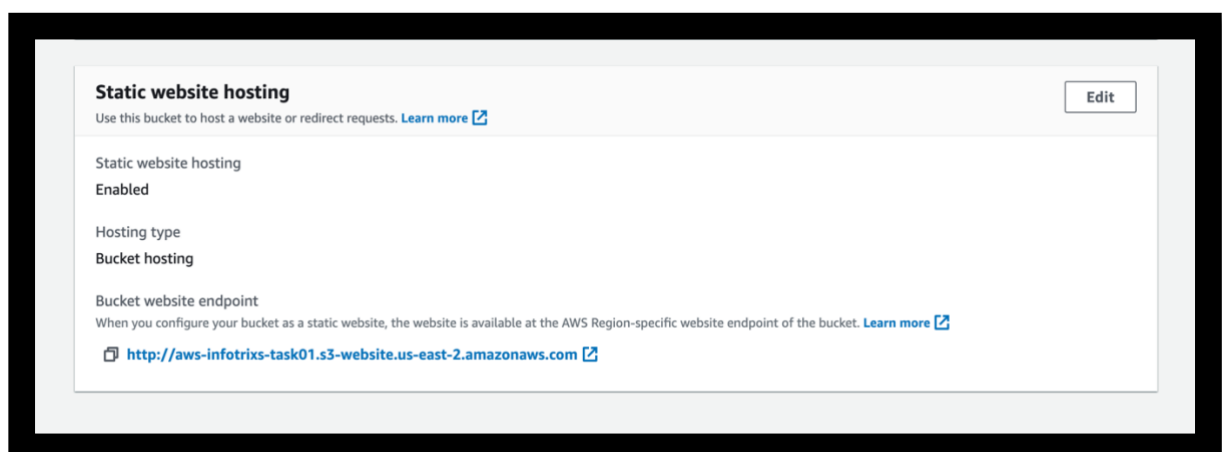 Static website hosting
Edit
Use this bucket to host a website or redirect requests. Learn more
Static website hosting
Enabled
Hosting type
Bucket hosting
Bucket website endpoint
When you configure your bucket as a static website, the website is available at the AWS Region-specific website endpoint of the bucket. Learn more
http://aws-infotrixs-task01.s3-website.us-east-2.amazonaws.com